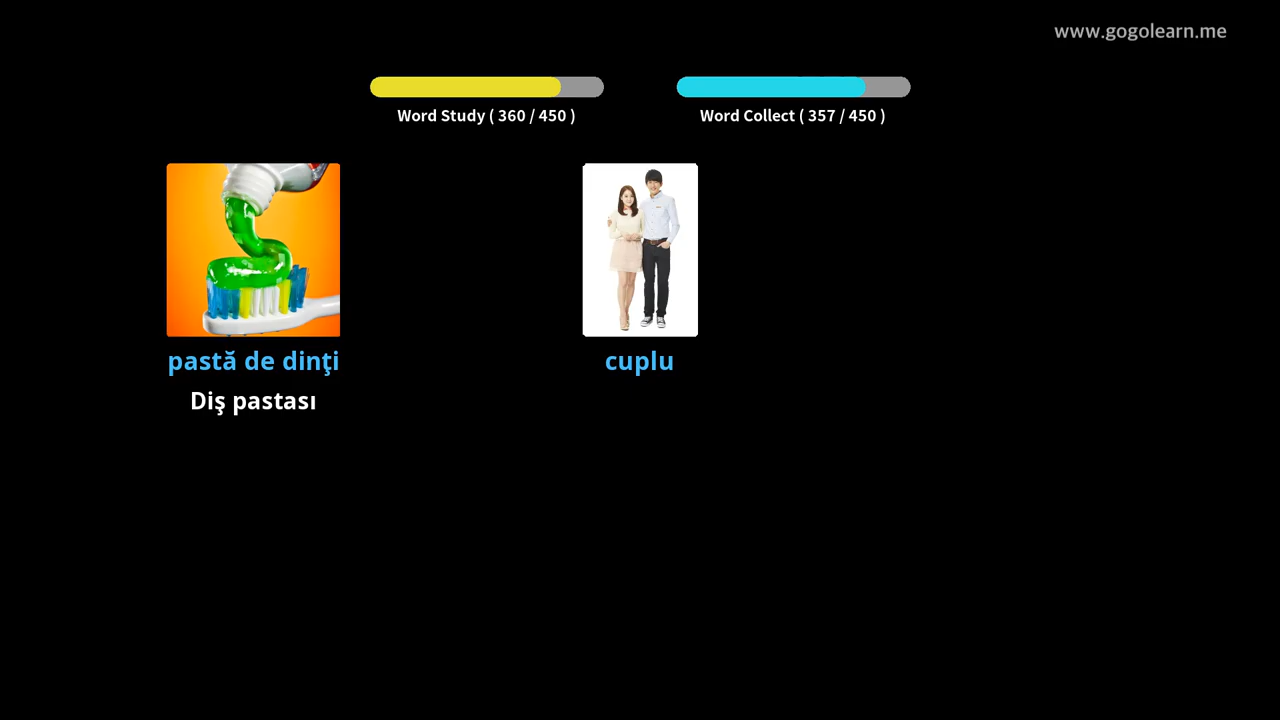 www.gogolearn.me
Word Study ( 360 / 450 )
Word Collect ( 357 / 450 )
pastă de dinţi
Diş pastası
cuplu